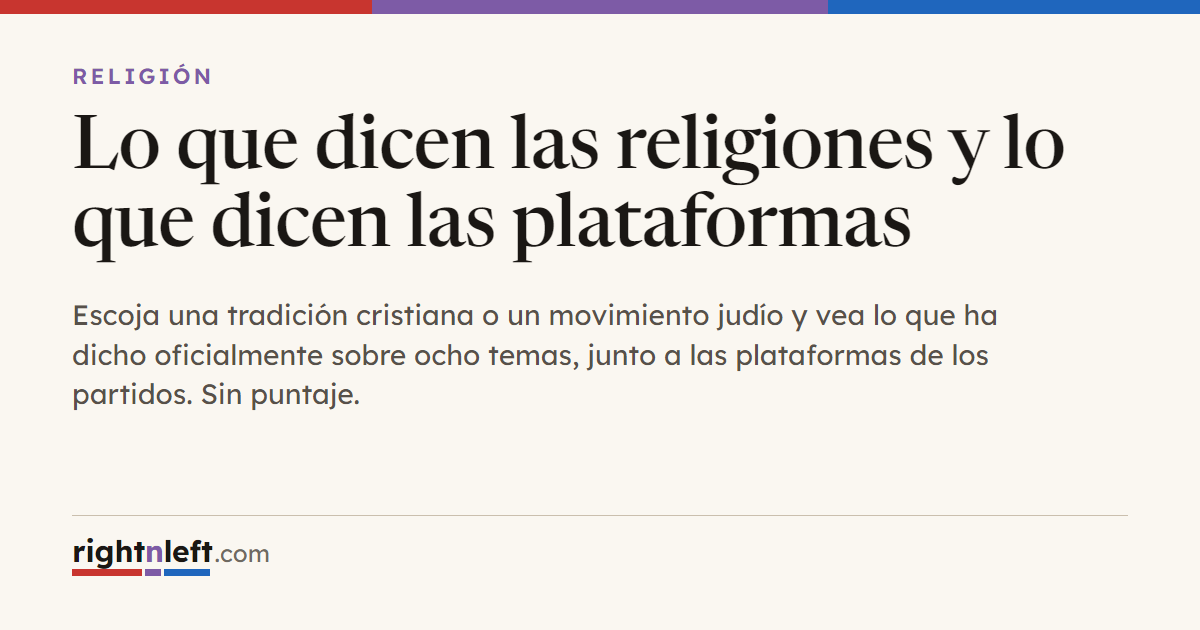 RELIGIÓN
Lo que dicen las religiones y lo
que dicen las plataformas
Escoja una tradición cristiana o un movimiento judío y vea lo que ha
dicho oficialmente sobre ocho temas, junto a las plataformas de los
partidos. Sin puntaje.
rightnleft.com